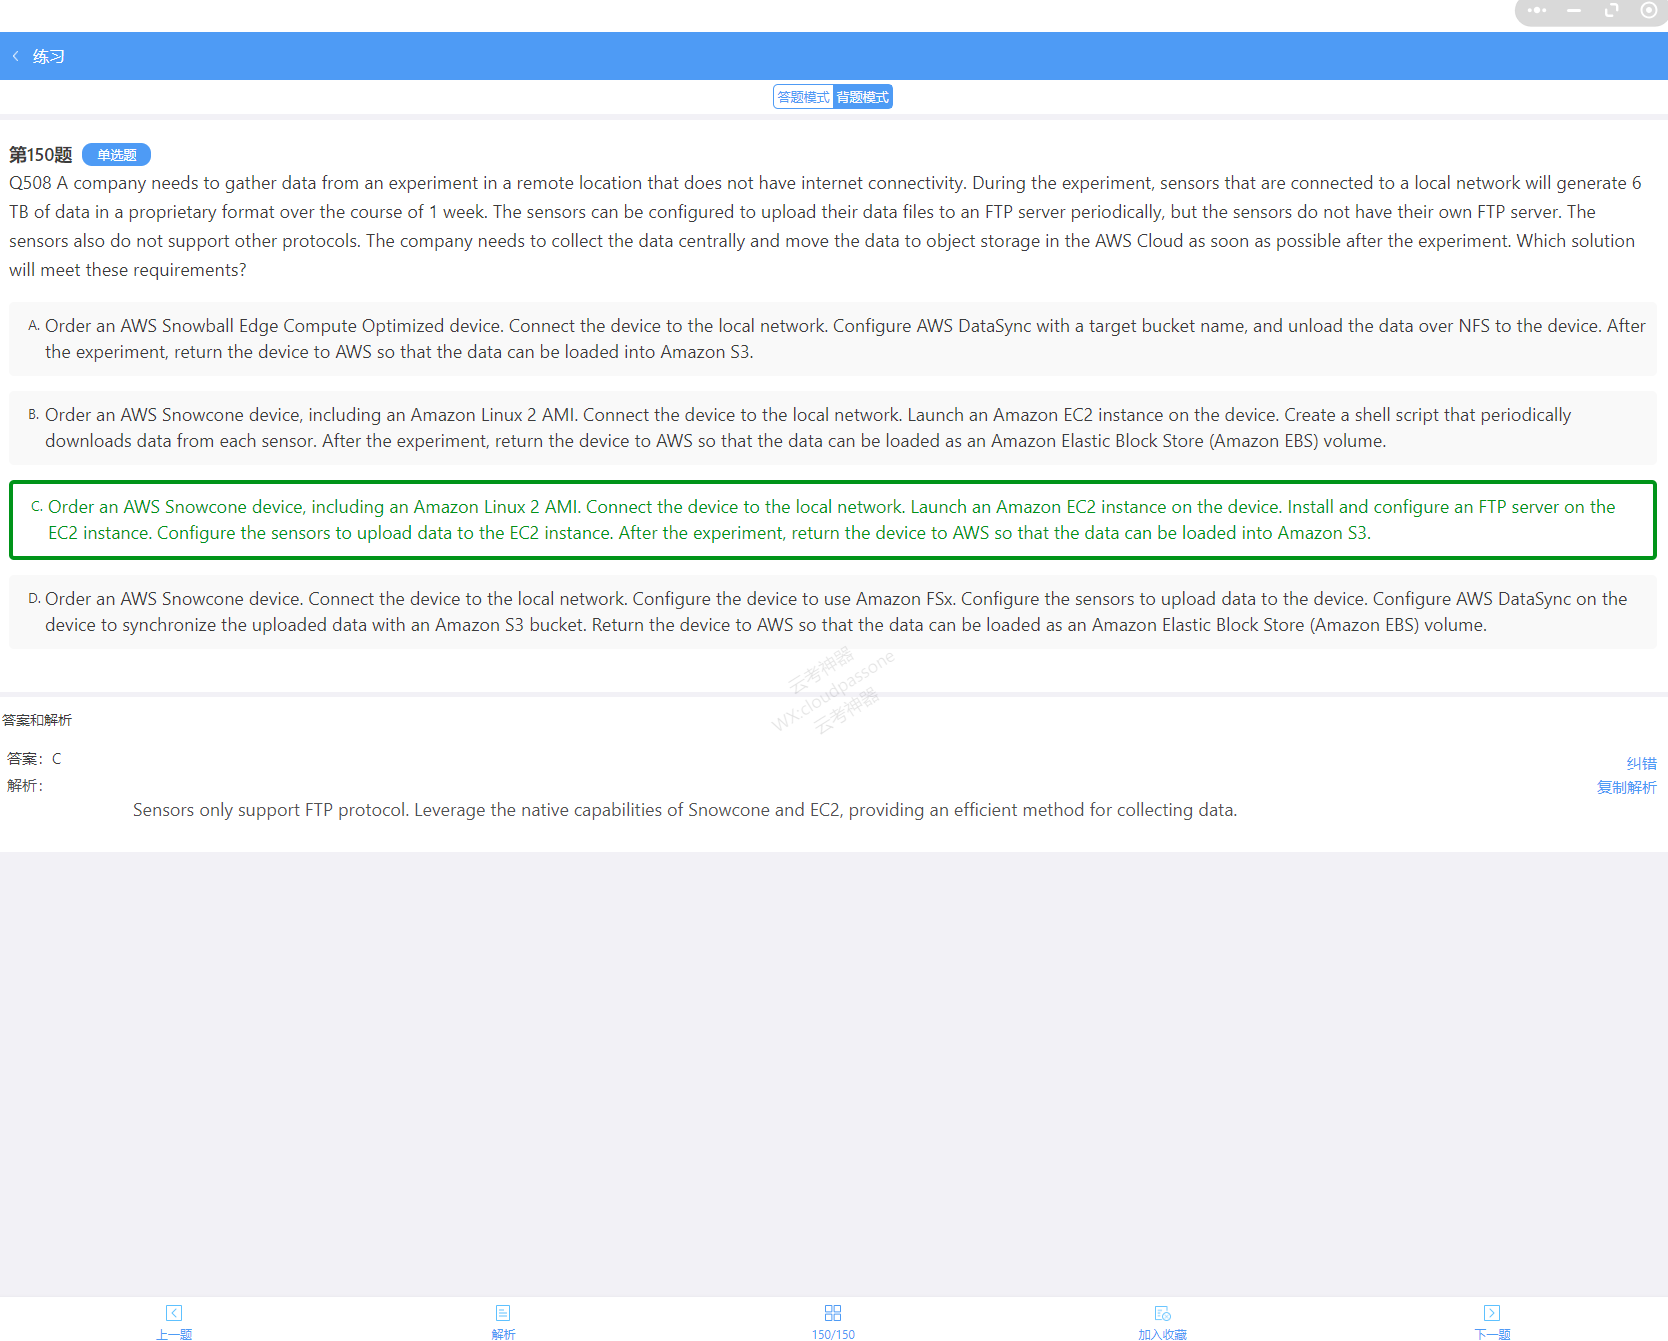 练习
答题模式 背题模式
第150题 单选题
Q508 A company needs to gather data from an experiment in a remote location that does not have internet connectivity. During the experiment, sensors that are connected to a local network will generate 6
TB of data in a proprietary format over the course of 1 week. The sensors can be configured to upload their data files to an FTP server periodically, but the sensors do not have their own FTP server. The
sensors also do not support other protocols. The company needs to collect the data centrally and move the data to object storage in the AWS Cloud as soon as possible after the experiment. Which solution
will meet these requirements?
A. Order an AWS Snowball Edge Compute Optimized device. Connect the device to the local network. Configure AWS DataSync with a target bucket name, and unload the data over NFS to the device. After
the experiment, return the device to AWS so that the data can be loaded into Amazon S3.
B. Order an AWS Snowcone device, including an Amazon Linux 2 AMI. Connect the device to the local network. Launch an Amazon EC2 instance on the device. Create a shell script that periodically
downloads data from each sensor. After the experiment, return the device to AWS so that the data can be loaded as an Amazon Elastic Block Store (Amazon EBS) volume.
C. Order an AWS Snowcone device, including an Amazon Linux 2 AMI. Connect the device to the local network. Launch an Amazon EC2 instance on the device. Install and configure an FTP server on the
EC2 instance. Configure the sensors to upload data to the EC2 instance. After the experiment, return the device to AWS so that the data can be loaded into Amazon S3.
D. Order an AWS Snowcone device. Connect the device to the local network. Configure the device to use Amazon FSx. Configure the sensors to upload data to the device. Configure AWS DataSync on the
device to synchronize the uploaded data with an Amazon S3 bucket. Return the device to AWS so that the data can be loaded as an Amazon Elastic Block Store (Amazon EBS) volume.
云考神器
WX:cloudpassone
云考神器
答案和解析
答案：C
纠错
解析：
复制解析
Sensors only support FTP protocol. Leverage the native capabilities of Snowcone and EC2, providing an efficient method for collecting data.
上一题 解析 150/150 加入收藏 下一题